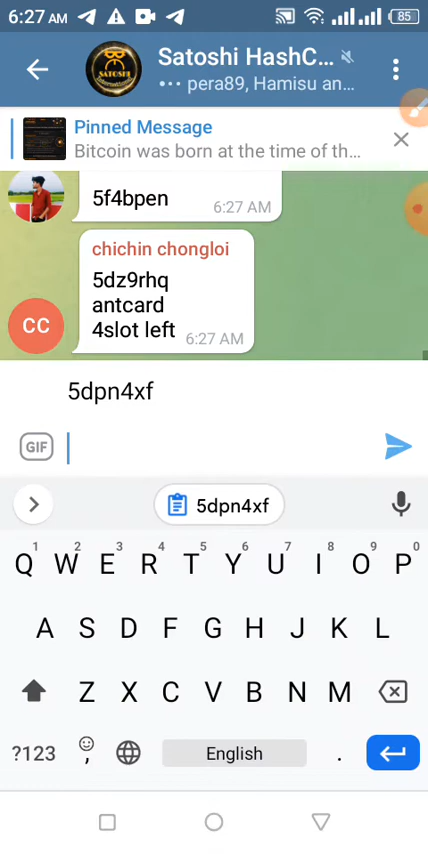 6:27 AM
85
Satoshi HashC...
SATOSHI
pera89, Hamisu an...
Pinned Message
Bitcoin was born at the time of th...
5f4bpen
6:27 AM
chichin chongloi
5dz9rhq
antcard
4slot left
6:27 AM
CC
5dpn4xf
GIF
5dpn4xf
1 2 3 4 5 6 7 8 9 0
Q W E R T Y U I O P
A S D F G H J K L
Z X C V B N M
?123 , English .